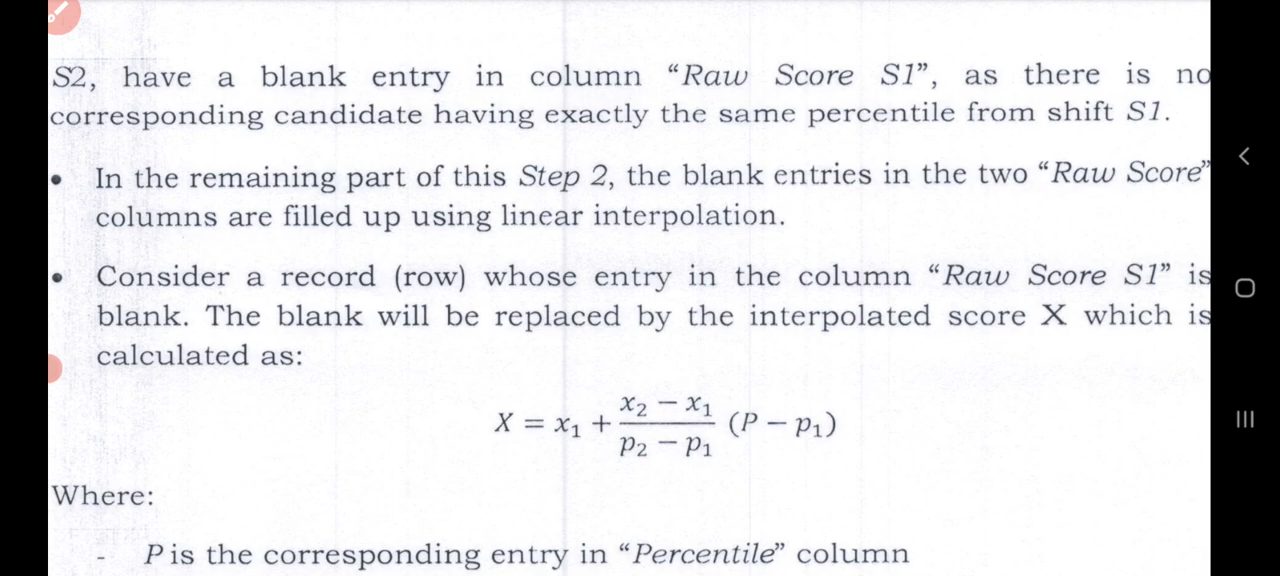 S2, have a blank entry in column “Raw Score S1”, as there is no
corresponding candidate having exactly the same percentile from shift S1.
• In the remaining part of this Step 2, the blank entries in the two “Raw Score”
columns are filled up using linear interpolation.
• Consider a record (row) whose entry in the column “Raw Score S1” is
blank. The blank will be replaced by the interpolated score X which is
calculated as:
X = x₁ + (x₂ − x₁)/(p₂ − p₁) (P − p₁)
Where:
- P is the corresponding entry in “Percentile” column